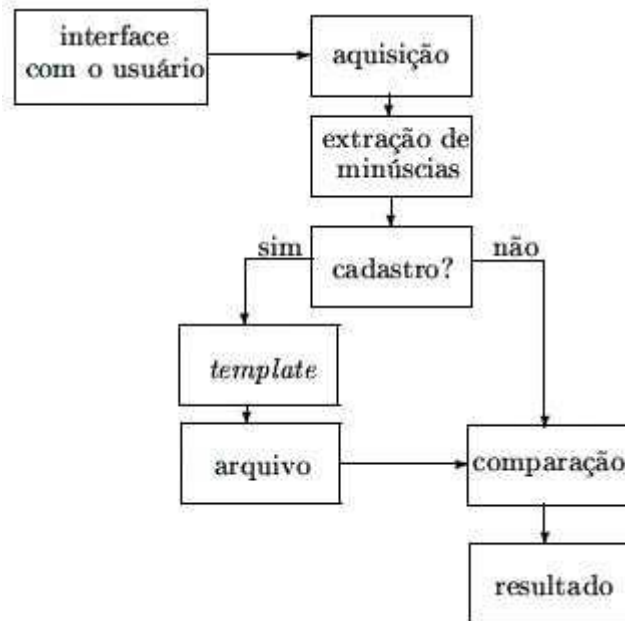 interface
com o usuário
aquisição
extração de
minúscias
sim
não
cadastro?
template
arquivo
comparação
resultado